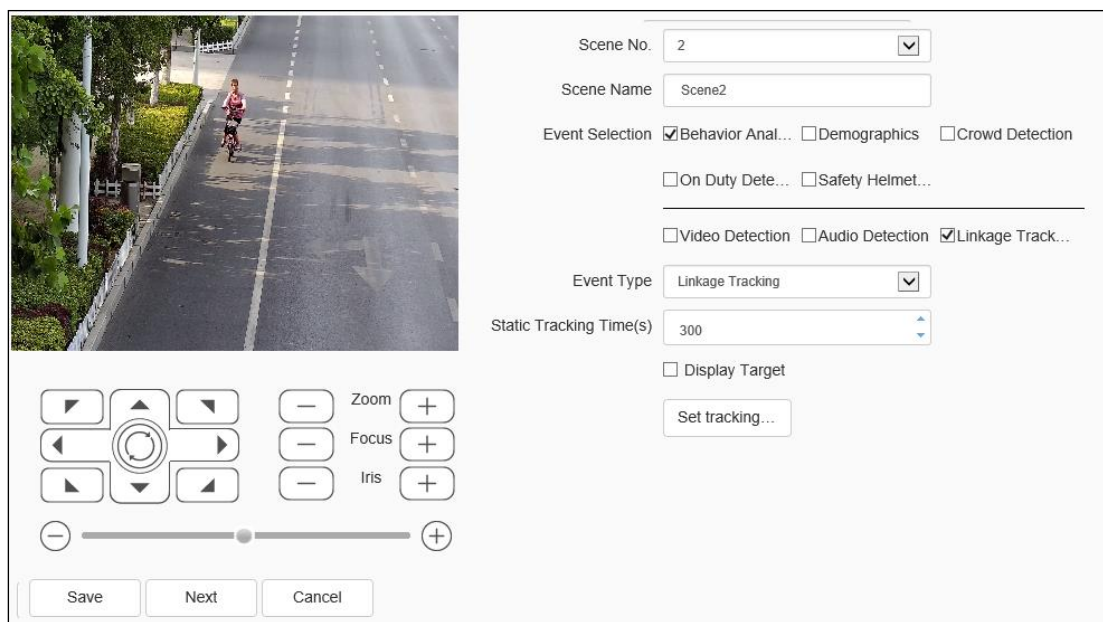 Scene No. 2
Scene Name Scene2
Event Selection Behavior Anal... Demographics Crowd Detection
On Duty Dete... Safety Helmet...
Video Detection Audio Detection Linkage Track...
Event Type Linkage Tracking
Static Tracking Time(s) 300
Display Target
Set tracking...
Zoom
Focus
Iris
Save Next Cancel